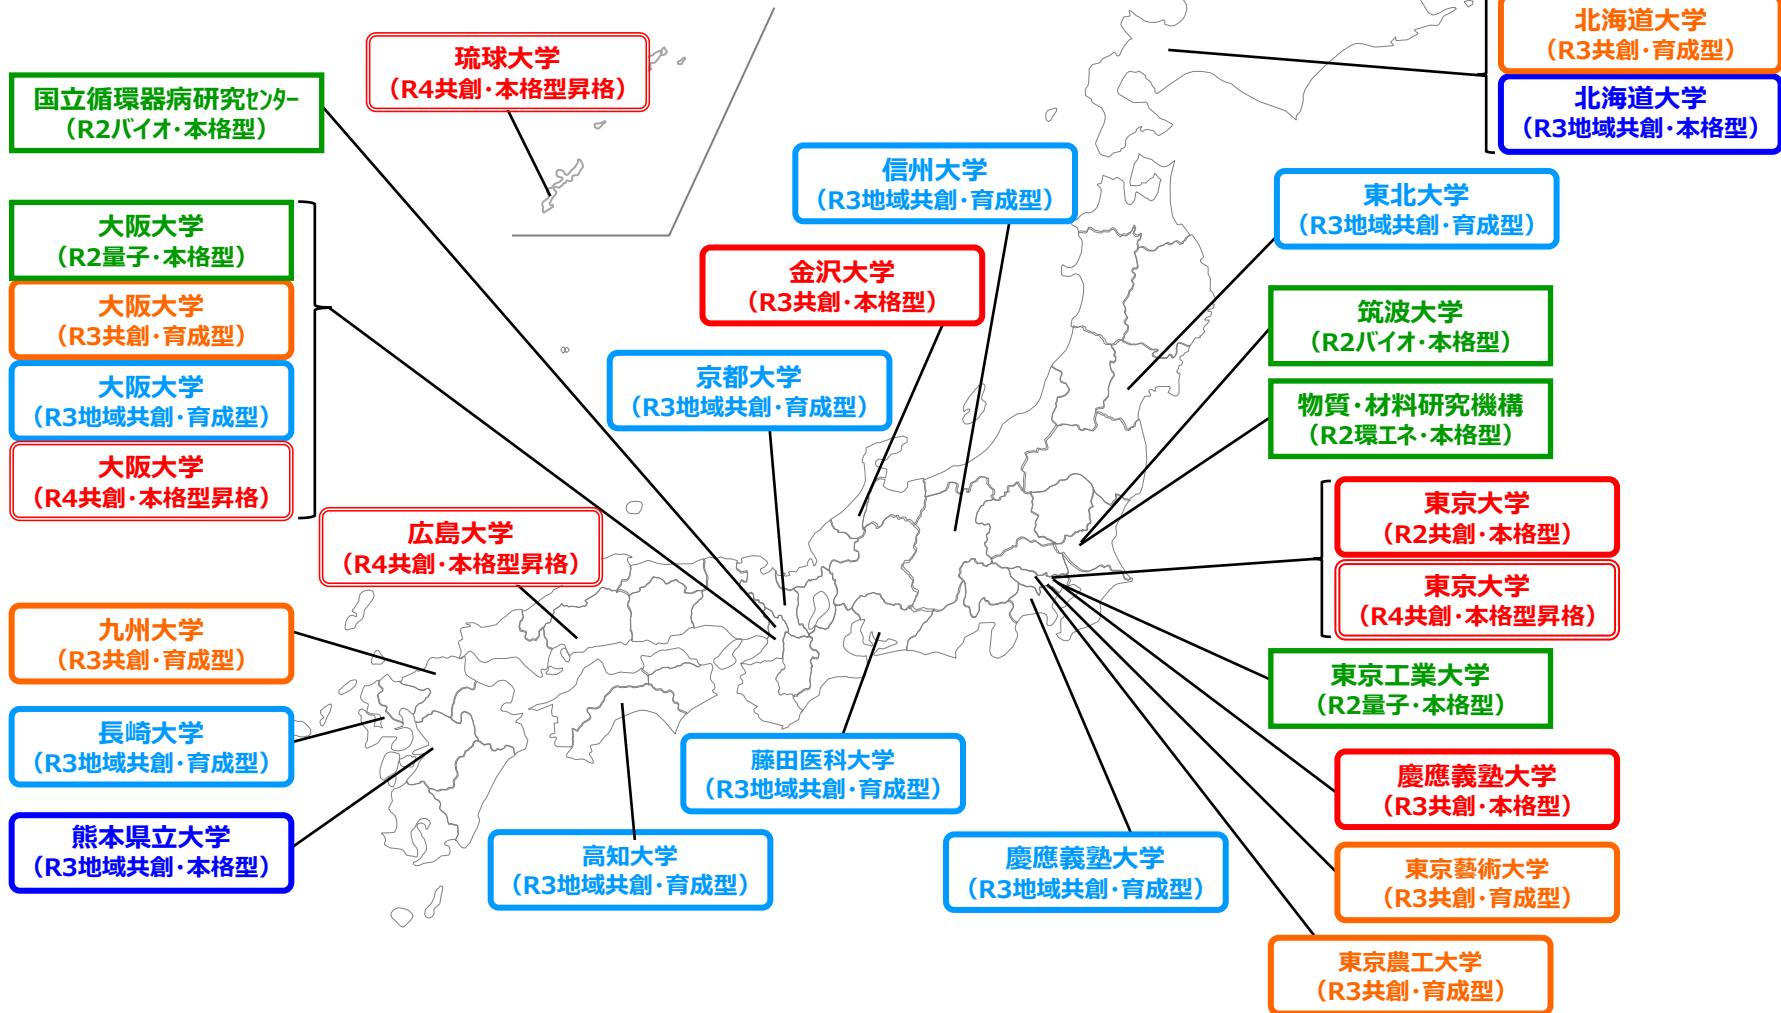 琉球大学
(R4共創・本格型昇格)
北海道大学
(R3共創・育成型)
北海道大学
(R3地域共創・本格型)
国立循環器病研究センター
(R2バイオ・本格型)
信州大学
(R3地域共創・育成型)
東北大学
(R3地域共創・育成型)
大阪大学
(R2量子・本格型)
大阪大学
(R3共創・育成型)
大阪大学
(R3地域共創・育成型)
大阪大学
(R4共創・本格型昇格)
金沢大学
(R3共創・本格型)
京都大学
(R3地域共創・育成型)
筑波大学
(R2バイオ・本格型)
物質・材料研究機構
(R2環エネ・本格型)
東京大学
(R2共創・本格型)
東京大学
(R4共創・本格型昇格)
広島大学
(R4共創・本格型昇格)
九州大学
(R3共創・育成型)
長崎大学
(R3地域共創・育成型)
熊本県立大学
(R3地域共創・本格型)
藤田医科大学
(R3地域共創・育成型)
高知大学
(R3地域共創・育成型)
慶應義塾大学
(R3地域共創・育成型)
東京工業大学
(R2量子・本格型)
慶應義塾大学
(R3共創・本格型)
東京藝術大学
(R3共創・育成型)
東京農工大学
(R3共創・育成型)